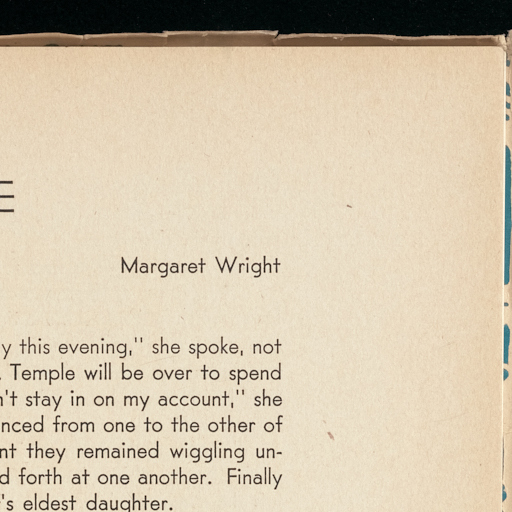 Margaret Wright
y this evening," she spoke, not
Temple will be over to spend
n't stay in on my account," she
nced from one to the other of
nt they remained wiggling un-
d forth at one another. Finally
's eldest daughter.